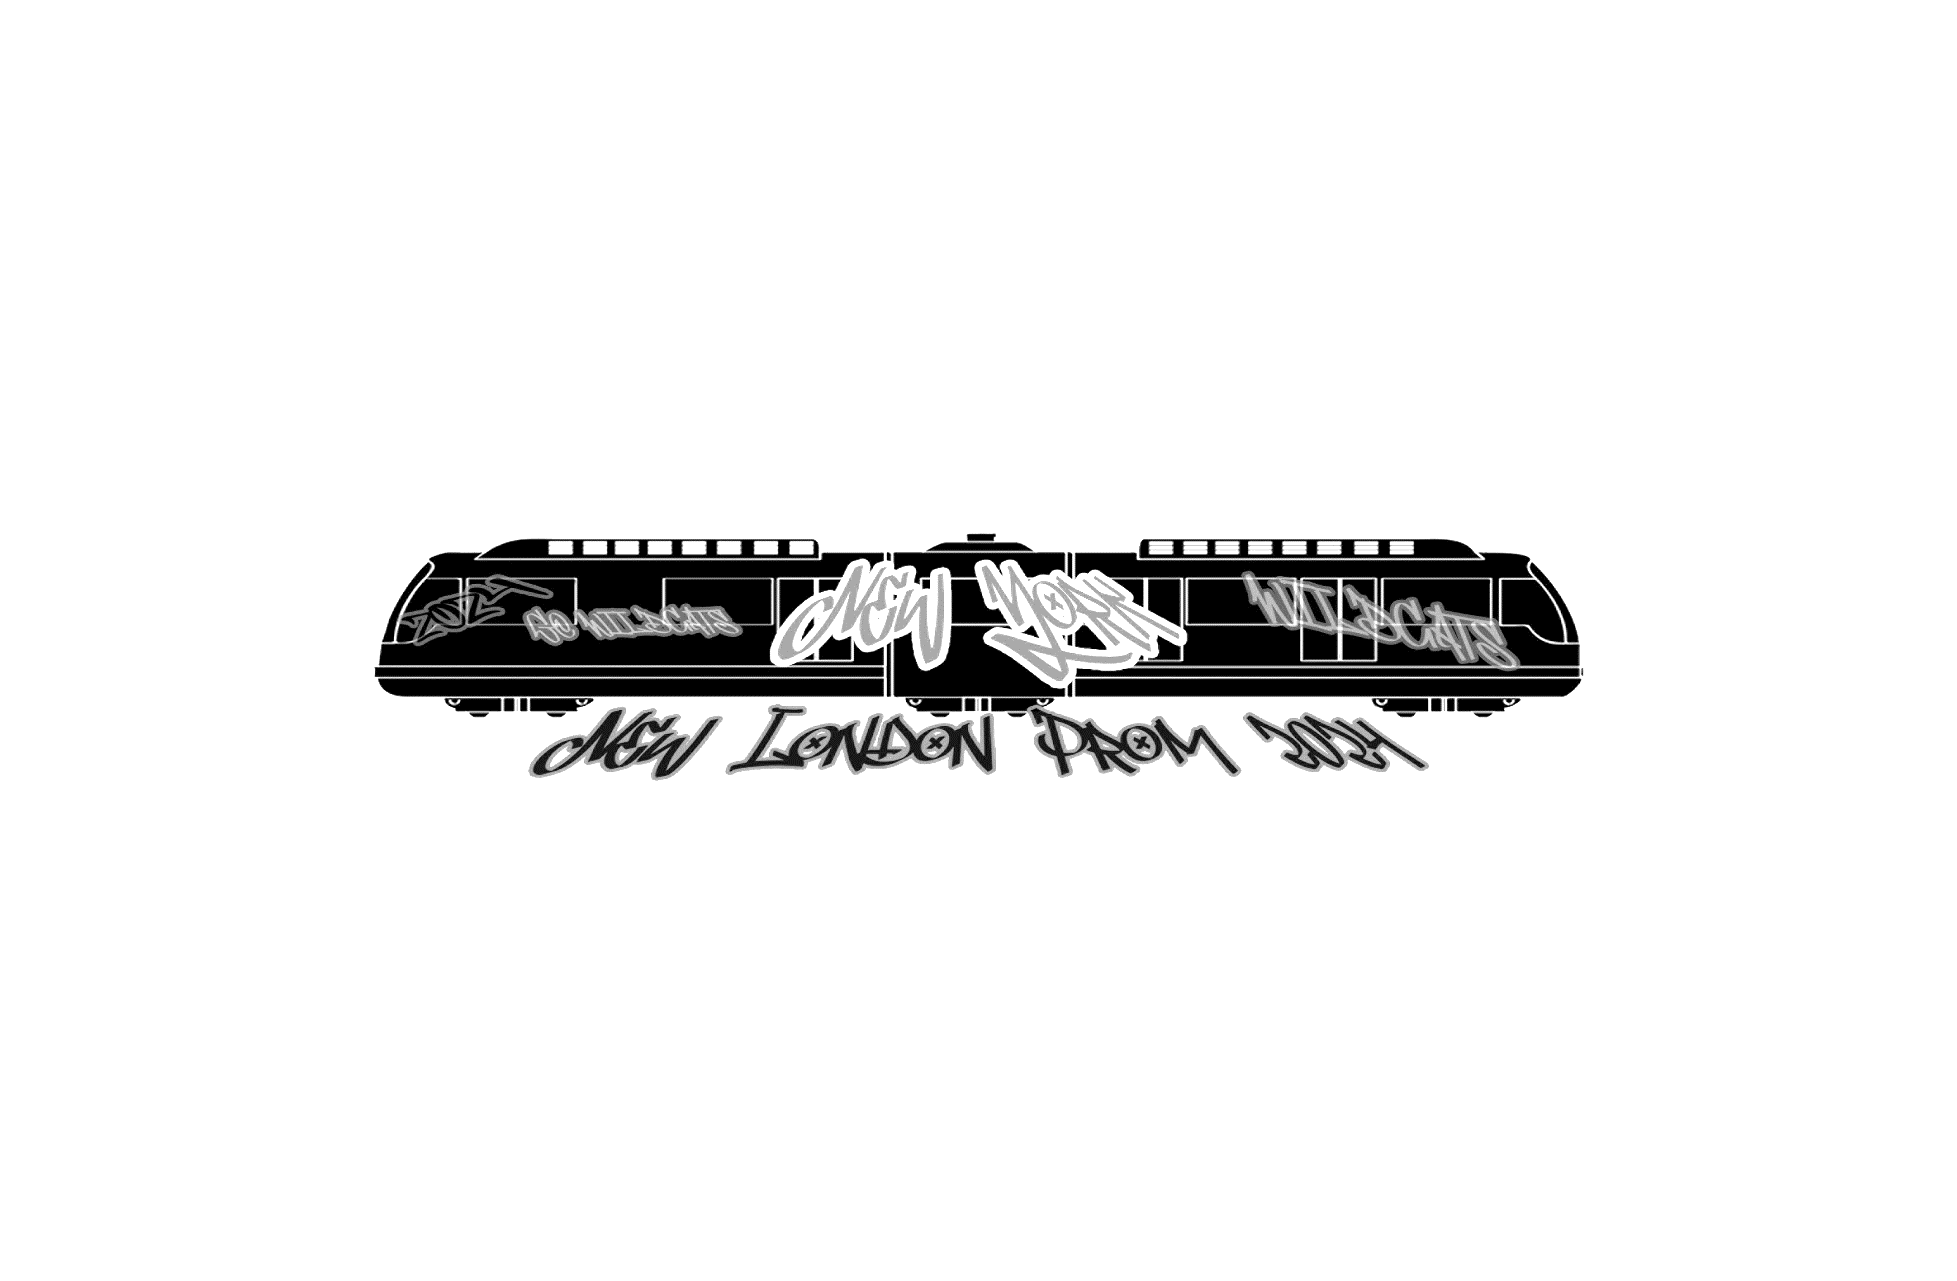 2024
GO WILDCATS
NEW YORK
WILDCATS
NEW LONDON PROM 2024